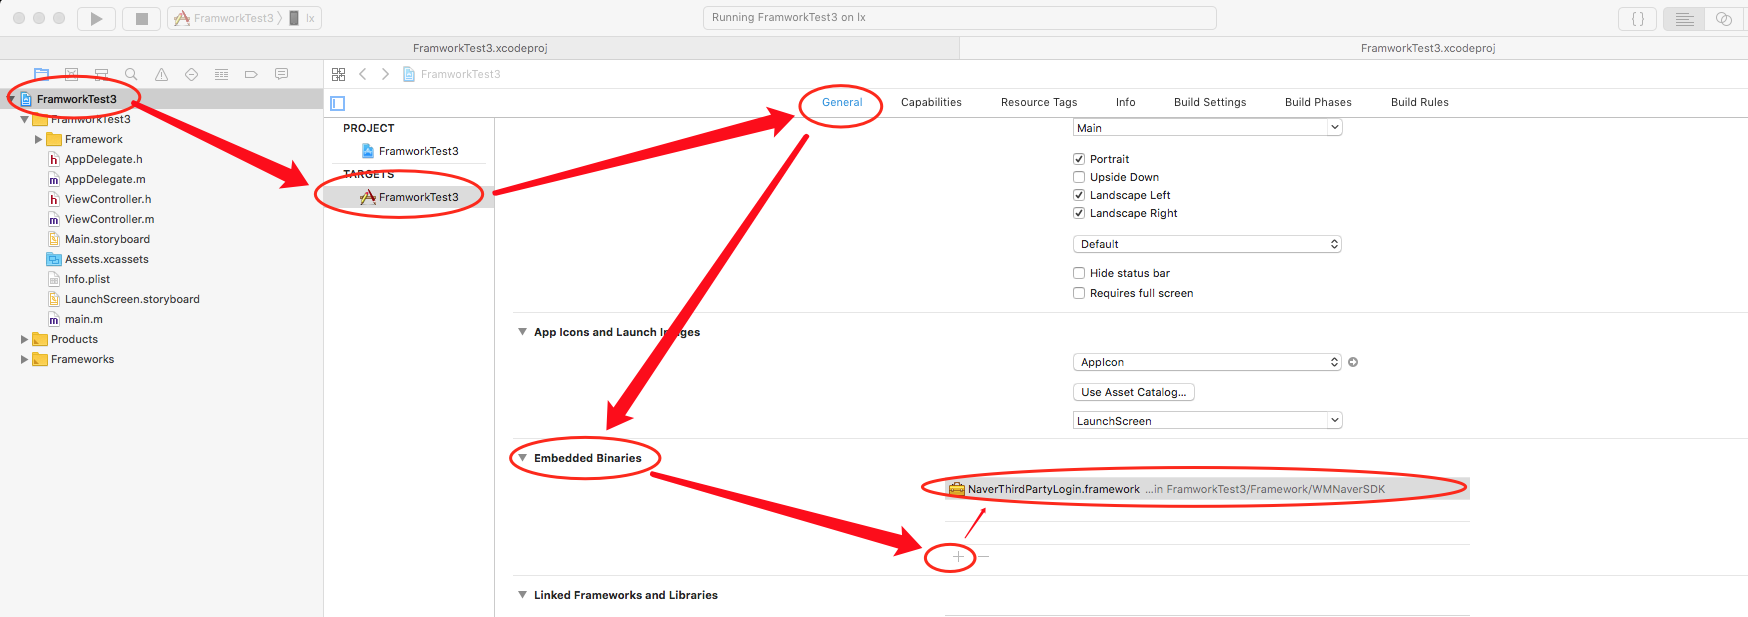 FramworkTest3 〉 lx
Running FramworkTest3 on lx
{ }
FramworkTest3.xcodeproj
FramworkTest3.xcodeproj
FramworkTest3
FramworkTest3
Framework
h AppDelegate.h
m AppDelegate.m
h ViewController.h
m ViewController.m
Main.storyboard
Assets.xcassets
Info.plist
LaunchScreen.storyboard
m main.m
Products
Frameworks
FramworkTest3
General Capabilities Resource Tags Info Build Settings Build Phases Build Rules
PROJECT
FramworkTest3
TARGETS
FramworkTest3
Main
Portrait
Upside Down
Landscape Left
Landscape Right
Default
Hide status bar
Requires full screen
App Icons and Launch Images
AppIcon
Use Asset Catalog...
LaunchScreen
Embedded Binaries
NaverThirdPartyLogin.framework ...in FramworkTest3/Framework/WMNaverSDK
+ −
Linked Frameworks and Libraries